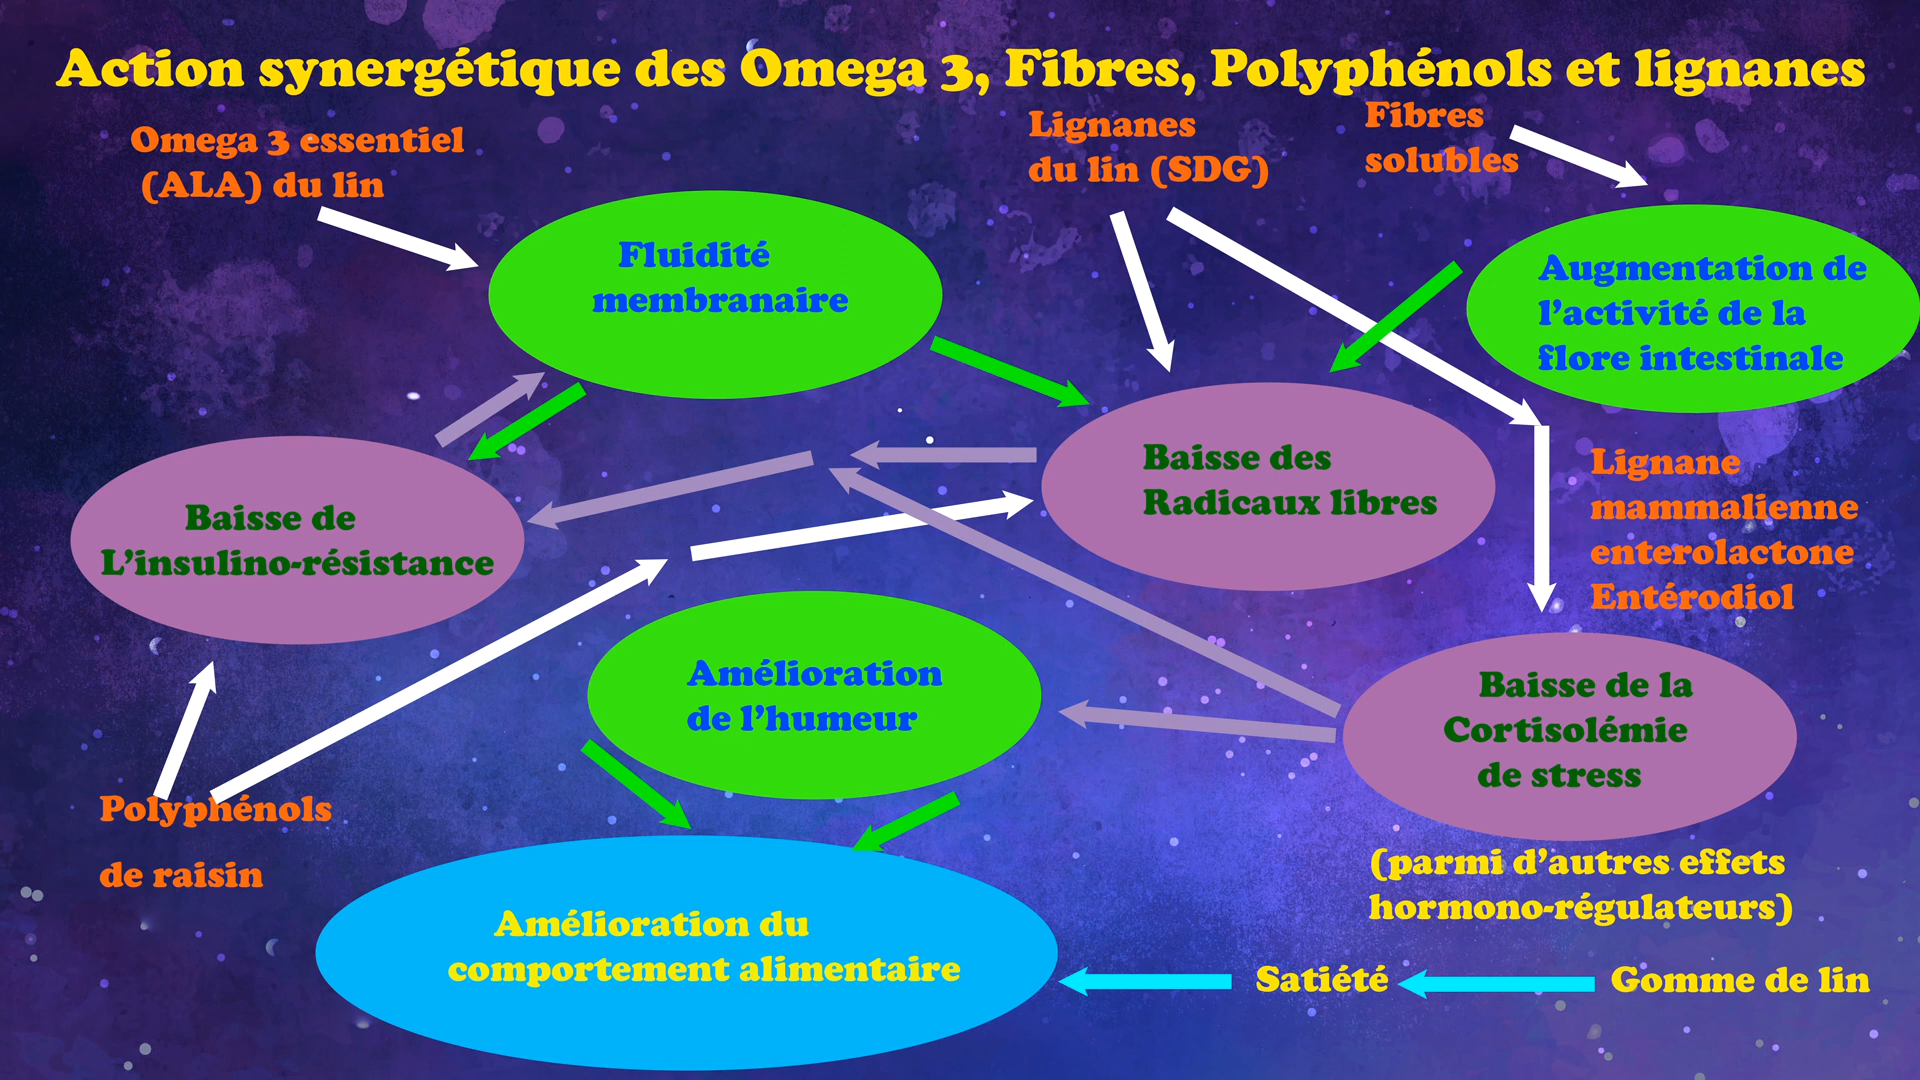 Action synergétique des Omega 3, Fibres, Polyphénols et lignanes
Omega 3 essentiel
(ALA) du lin
Lignanes
du lin (SDG)
Fibres
solubles
Fluidité
membranaire
Augmentation de
l’activité de la
flore intestinale
Baisse de
L’insulino-résistance
Baisse des
Radicaux libres
Lignane
mammalienne
enterolactone
Entérodiol
Amélioration
de l’humeur
Baisse de la
Cortisolémie
de stress
Polyphénols
de raisin
(parmi d’autres effets
hormono-régulateurs)
Amélioration du
comportement alimentaire
Satiété
Gomme de lin